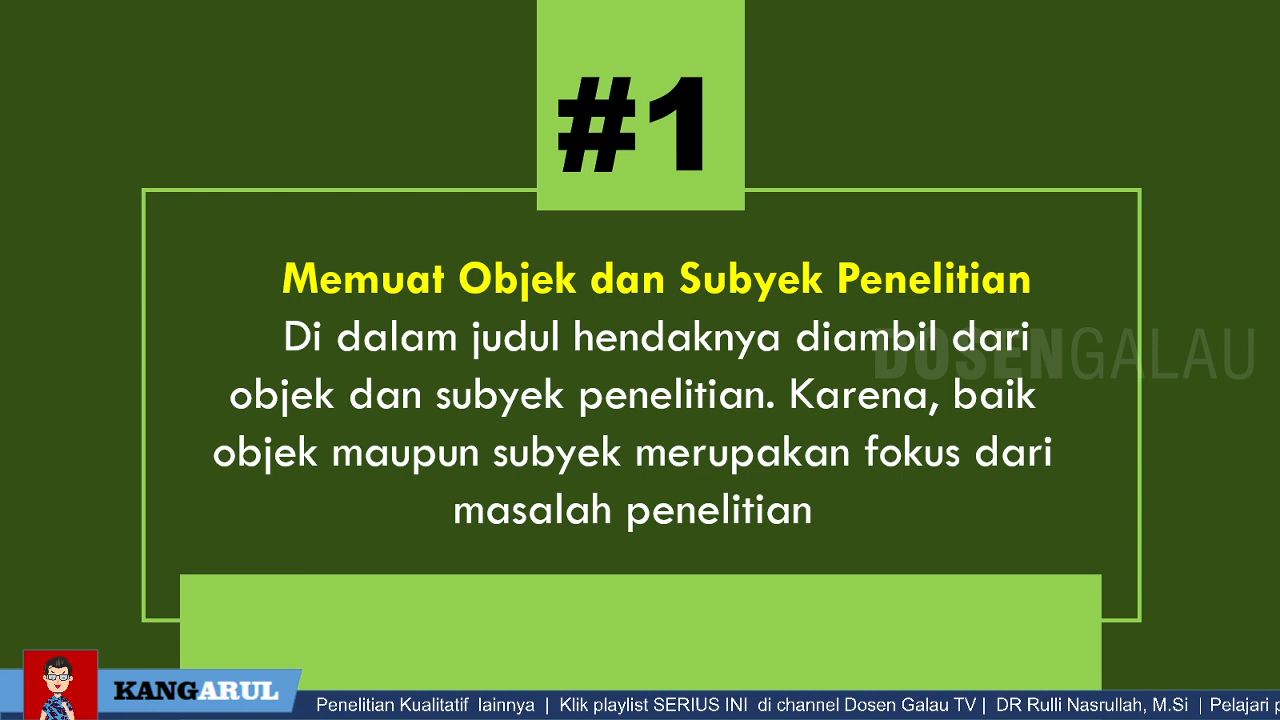 #1
Memuat Objek dan Subyek Penelitian
Di dalam judul hendaknya diambil dari
objek dan subyek penelitian. Karena, baik
objek maupun subyek merupakan fokus dari
masalah penelitian
DOSENGALAU
KANGARUL
Penelitian Kualitatif lainnya | Klik playlist SERIUS INI di channel Dosen Galau TV | DR Rulli Nasrullah, M.Si | Pelajari p